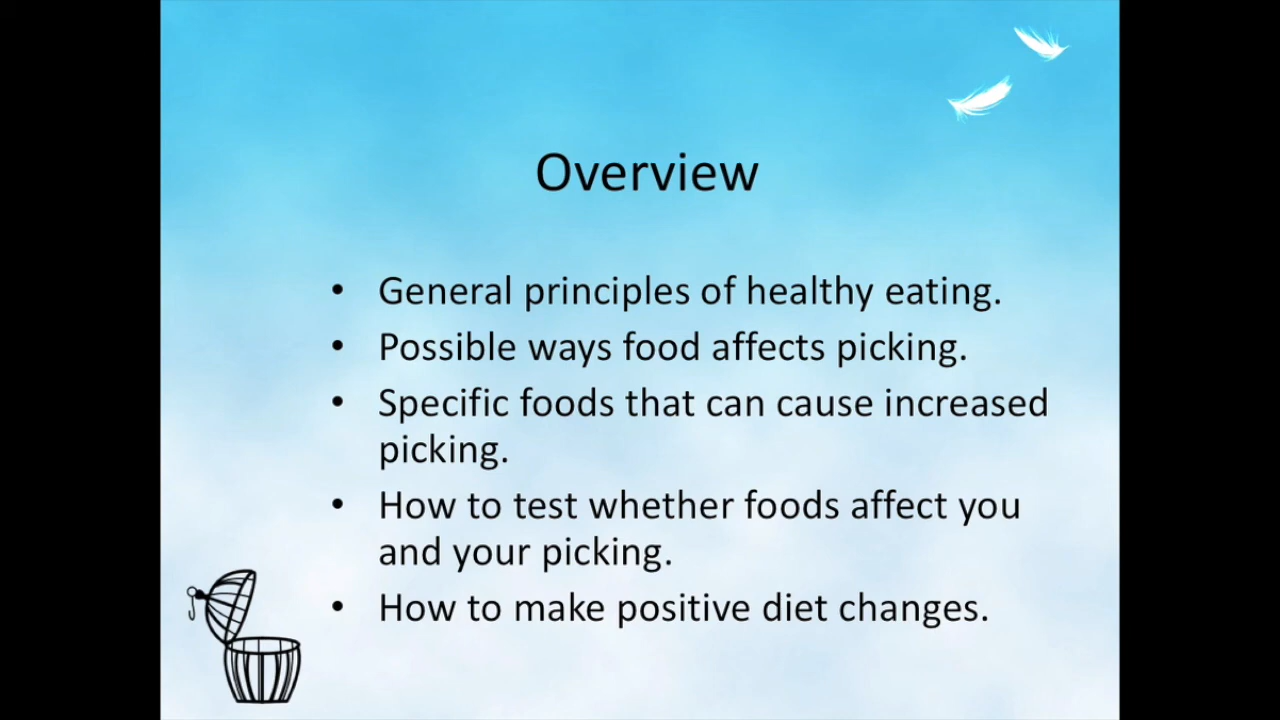 Overview
• General principles of healthy eating.
• Possible ways food affects picking.
• Specific foods that can cause increased
picking.
• How to test whether foods affect you
and your picking.
• How to make positive diet changes.